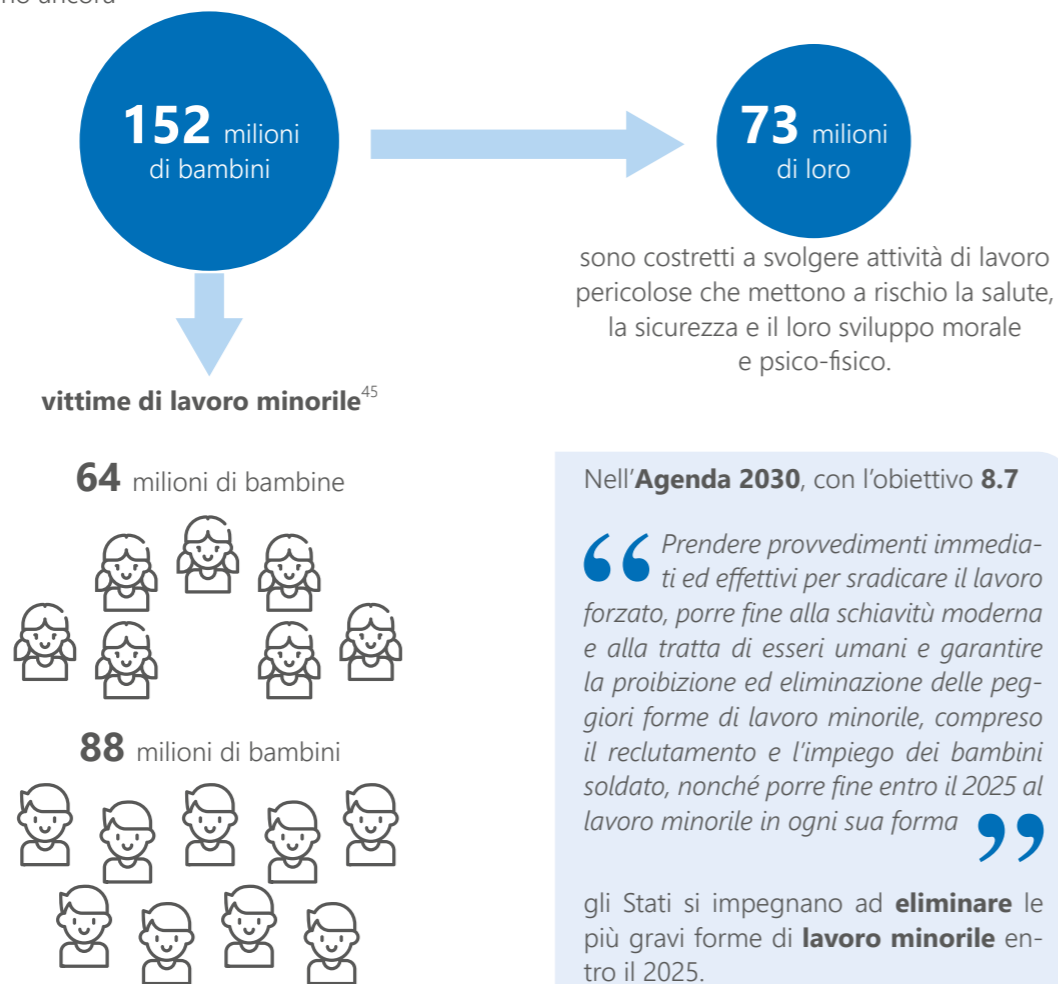 no ancora
152 milioni
di bambini
73 milioni
di loro
sono costretti a svolgere attività di lavoro
pericolose che mettono a rischio la salute,
la sicurezza e il loro sviluppo morale
e psico-fisico.
vittime di lavoro minorile45
64 milioni di bambine
88 milioni di bambini
Nell'Agenda 2030, con l'obiettivo 8.7
“ Prendere provvedimenti immedia-
ti ed effettivi per sradicare il lavoro
forzato, porre fine alla schiavitù moderna
e alla tratta di esseri umani e garantire
la proibizione ed eliminazione delle peg-
giori forme di lavoro minorile, compreso
il reclutamento e l'impiego dei bambini
soldato, nonché porre fine entro il 2025 al
lavoro minorile in ogni sua forma ”
gli Stati si impegnano ad eliminare le
più gravi forme di lavoro minorile en-
tro il 2025.